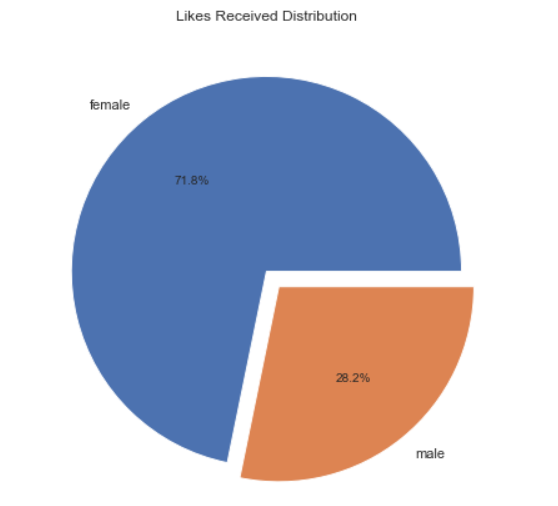 Likes Received Distribution
female
71.8%
28.2%
male